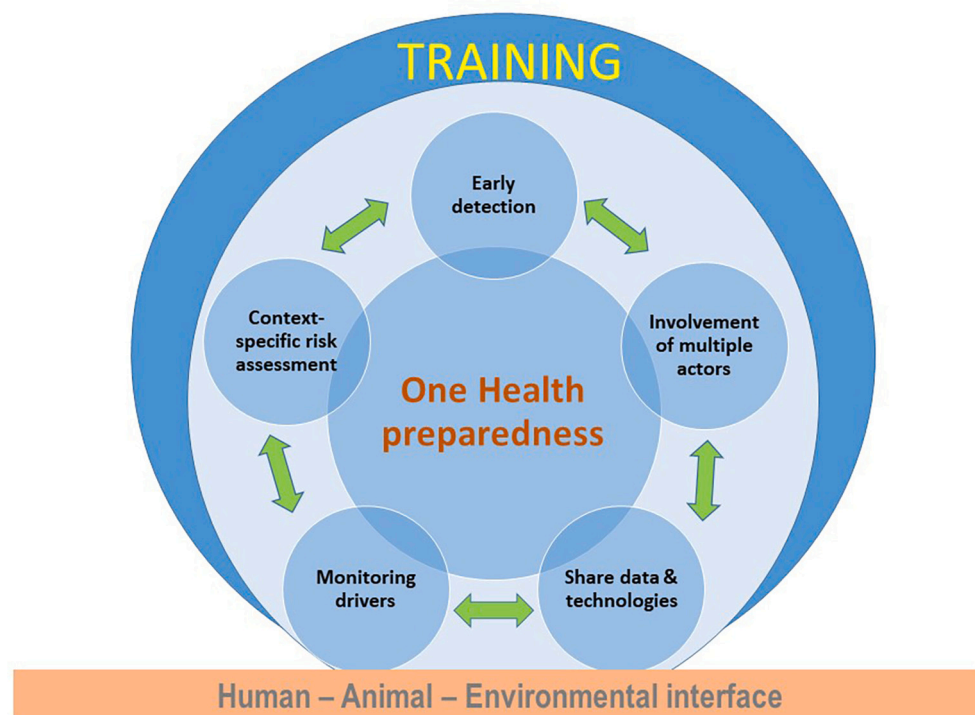 TRAINING
Early
detection
Context-
specific risk
assessment
Involvement
of multiple
actors
One Health
preparedness
Monitoring
drivers
Share data &
technologies
Human – Animal – Environmental interface